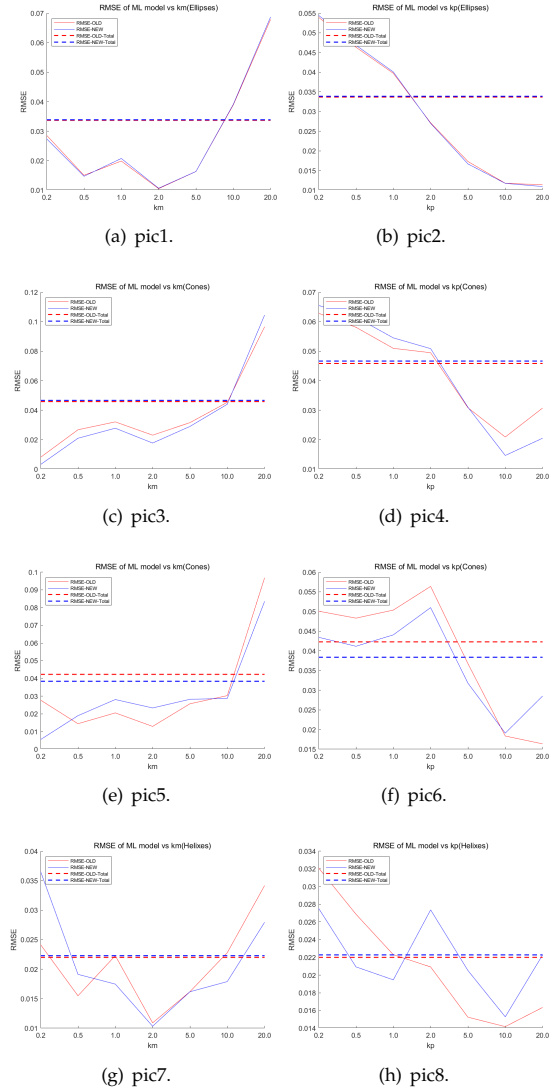 RMSE of ML model vs km(Ellipses)
RMSE-OLD
RMSE-NEW
RMSE-OLD-Total
RMSE-NEW-Total
0.07
0.06
0.05
0.04
0.03
0.02
0.01
RMSE
0.2 0.5 1.0 2.0 5.0 10.0 20.0
km
(a) pic1.
RMSE of ML model vs kp(Ellipses)
RMSE-OLD
RMSE-NEW
RMSE-OLD-Total
RMSE-NEW-Total
0.055
0.05
0.045
0.04
0.035
0.03
0.025
0.02
0.015
0.01
RMSE
0.2 0.5 1.0 2.0 5.0 10.0 20.0
kp
(b) pic2.
RMSE of ML model vs km(Cones)
RMSE-OLD
RMSE-NEW
RMSE-OLD-Total
RMSE-NEW-Total
0.12
0.1
0.08
0.06
0.04
0.02
0
RMSE
0.2 0.5 1.0 2.0 5.0 10.0 20.0
km
(c) pic3.
RMSE of ML model vs kp(Cones)
RMSE-OLD
RMSE-NEW
RMSE-OLD-Total
RMSE-NEW-Total
0.07
0.06
0.05
0.04
0.03
0.02
0.01
RMSE
0.2 0.5 1.0 2.0 5.0 10.0 20.0
kp
(d) pic4.
RMSE of ML model vs km(Cones)
RMSE-OLD
RMSE-NEW
RMSE-OLD-Total
RMSE-NEW-Total
0.1
0.09
0.08
0.07
0.06
0.05
0.04
0.03
0.02
0.01
0
RMSE
0.2 0.5 1.0 2.0 5.0 10.0 20.0
km
(e) pic5.
RMSE of ML model vs kp(Cones)
RMSE-OLD
RMSE-NEW
RMSE-OLD-Total
RMSE-NEW-Total
0.06
0.055
0.05
0.045
0.04
0.035
0.03
0.025
0.02
0.015
RMSE
0.2 0.5 1.0 2.0 5.0 10.0 20.0
kp
(f) pic6.
RMSE of ML model vs km(Helixes)
RMSE-OLD
RMSE-NEW
RMSE-OLD-Total
RMSE-NEW-Total
0.04
0.035
0.03
0.025
0.02
0.015
0.01
RMSE
0.2 0.5 1.0 2.0 5.0 10.0 20.0
km
(g) pic7.
RMSE of ML model vs kp(Helixes)
RMSE-OLD
RMSE-NEW
RMSE-OLD-Total
RMSE-NEW-Total
0.034
0.032
0.03
0.028
0.026
0.024
0.022
0.02
0.018
0.016
0.014
RMSE
0.2 0.5 1.0 2.0 5.0 10.0 20.0
kp
(h) pic8.